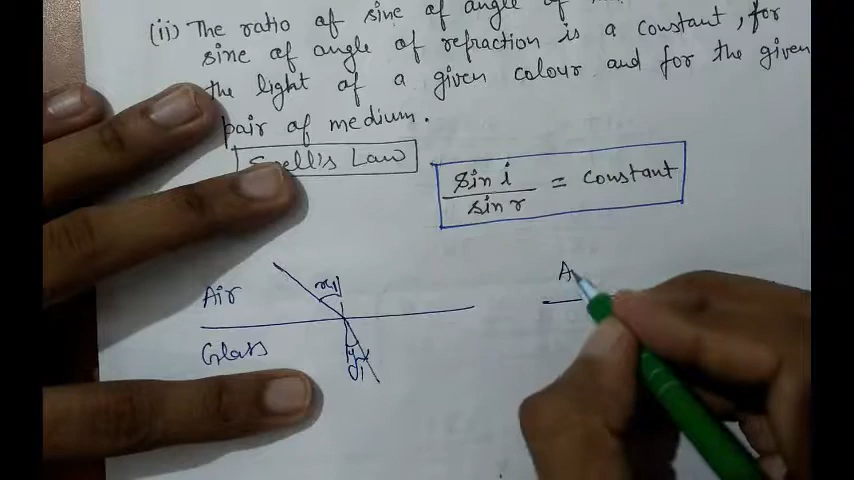 (ii) The ratio of sine of angle of
sine of angle of refraction is a constant, for
the light of a given colour and for the given
pair of medium.
Snell's Law
sin i
sin r
= constant
Air
Glass
A